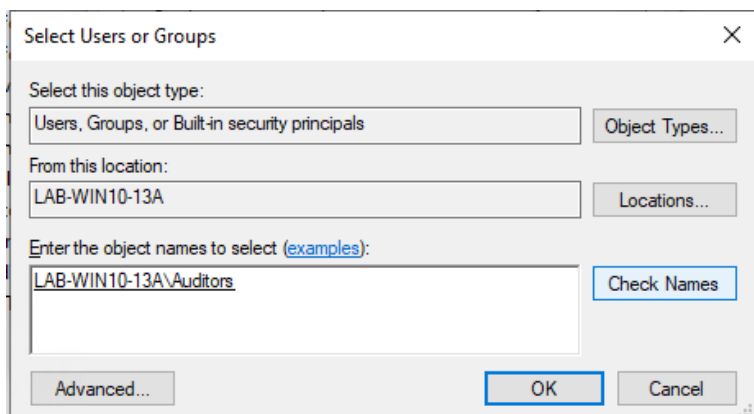 Select Users or Groups
Select this object type:
Users, Groups, or Built-in security principals
Object Types...
From this location:
LAB-WIN10-13A
Locations...
Enter the object names to select (examples):
LAB-WIN10-13A\Auditors
Check Names
Advanced...
OK
Cancel